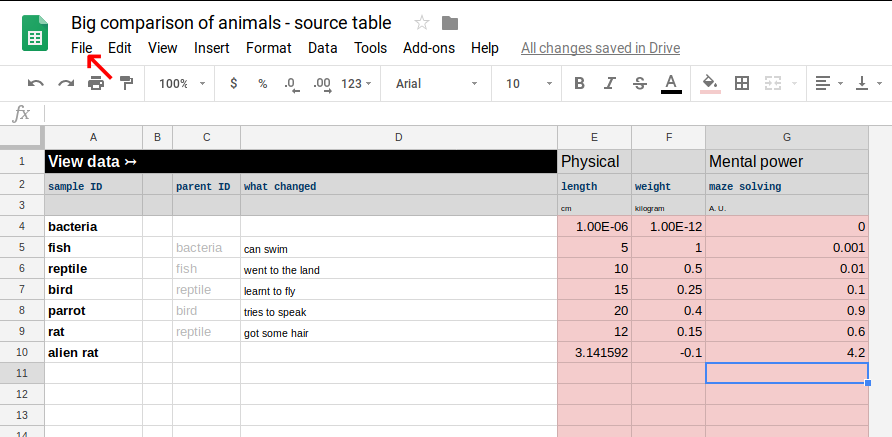 Big comparison of animals - source table
File Edit View Insert Format Data Tools Add-ons Help All changes saved in Drive
100% $ % .0 .00 123 Arial 10 B I S A
fx
A B C D E F G
1 View data ↣ Physical Mental power
2 sample ID parent ID what changed length weight maze solving
3 cm kilogram A. U.
4 bacteria 1.00E-06 1.00E-12 0
5 fish bacteria can swim 5 1 0.001
6 reptile fish went to the land 10 0.5 0.01
7 bird reptile learnt to fly 15 0.25 0.1
8 parrot bird tries to speak 20 0.4 0.9
9 rat reptile got some hair 12 0.15 0.6
10 alien rat 3.141592 -0.1 4.2
11
12
13
14